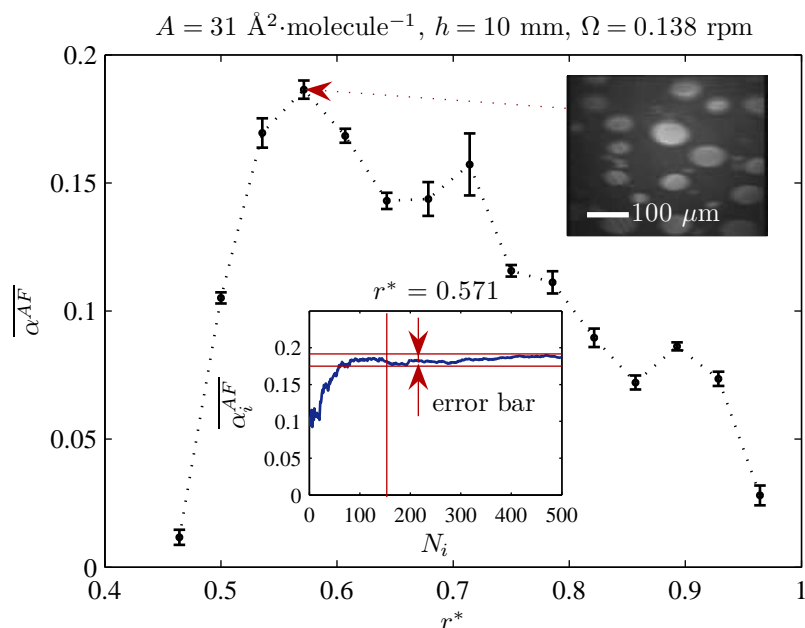 A = 31 Å²·molecule⁻¹, h = 10 mm, Ω = 0.138 rpm
0.2
0.15
0.1
0.05
0
0.4
0.5
0.6
0.7
0.8
0.9
1
r*
α^{AF}
100 μm
r* = 0.571
0.2
0.15
0.1
0.05
0
0
100
200
300
400
500
N_i
α_i^{AF}
error bar